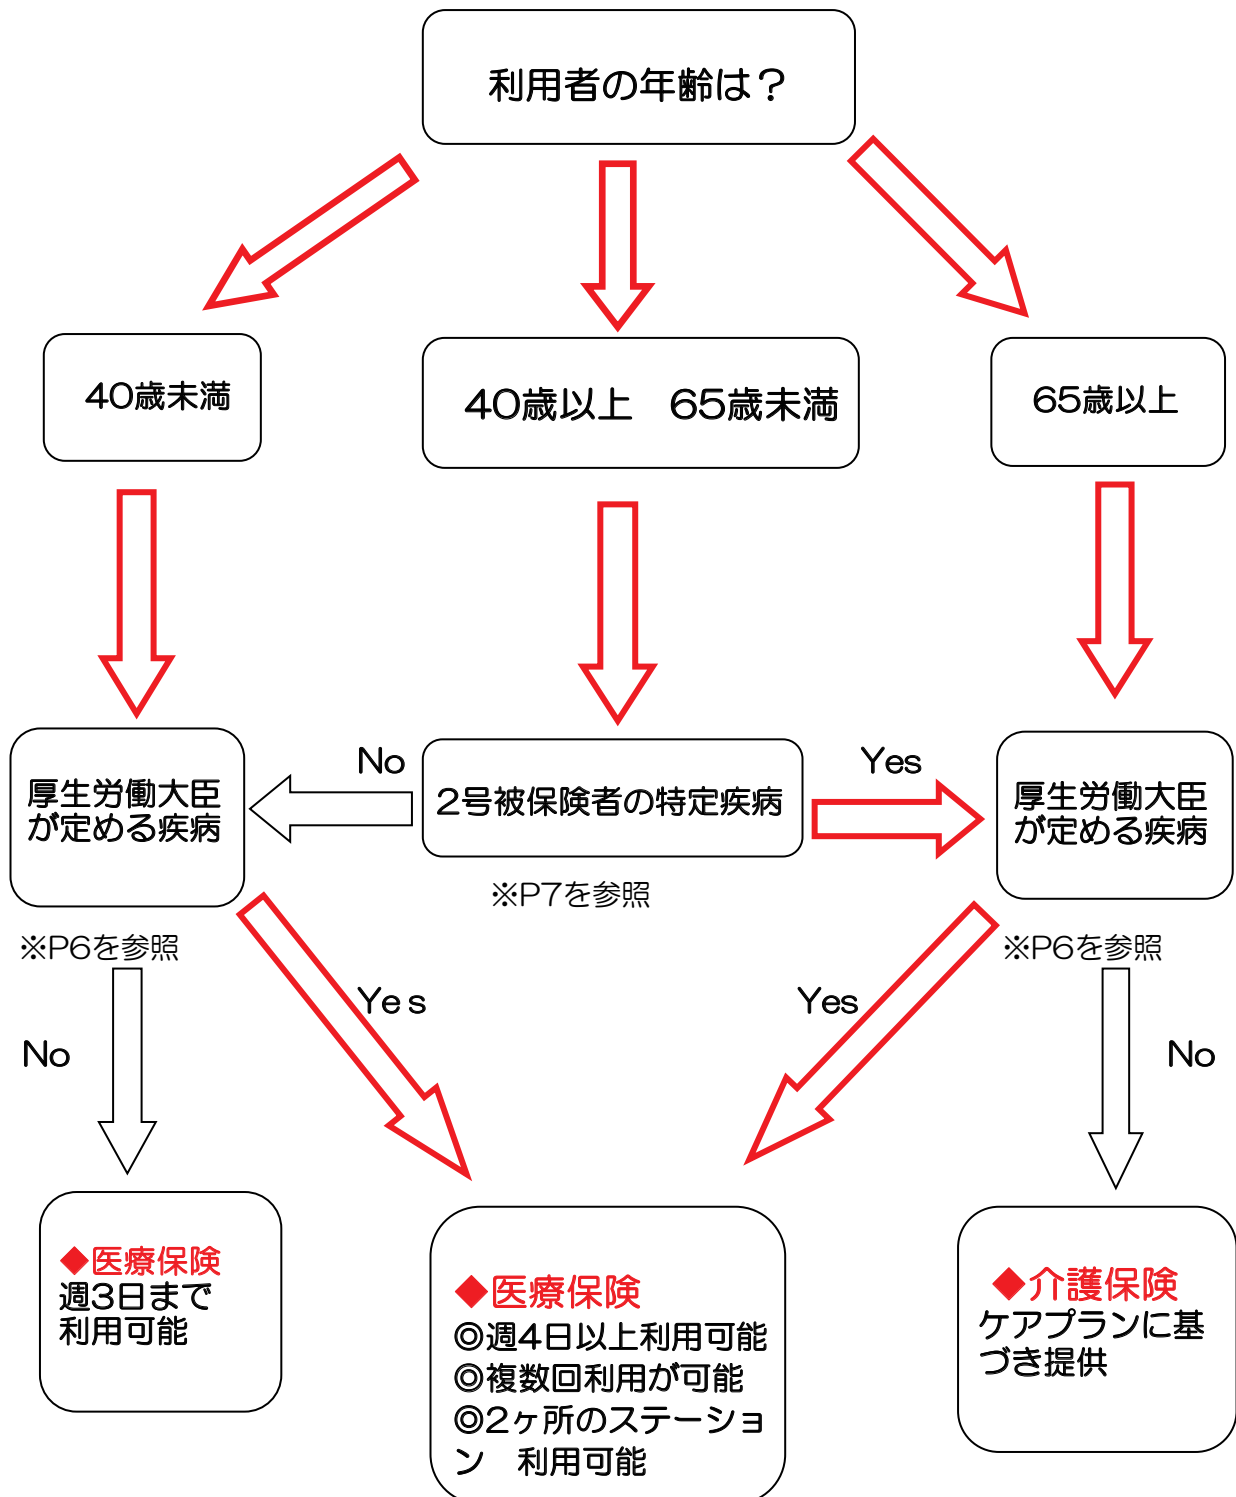 利用者の年齢は？
40歳未満
40歳以上　65歳未満
65歳以上
厚生労働大臣
が定める疾病
No
2号被保険者の特定疾病
Yes
厚生労働大臣
が定める疾病
※P7を参照
※P6を参照
※P6を参照
Yes
Yes
No
No
◆医療保険
週3日まで
利用可能
◆医療保険
◎週4日以上利用可能
◎複数回利用が可能
◎2ヶ所のステーショ
ン　利用可能
◆介護保険
ケアプランに基
づき提供